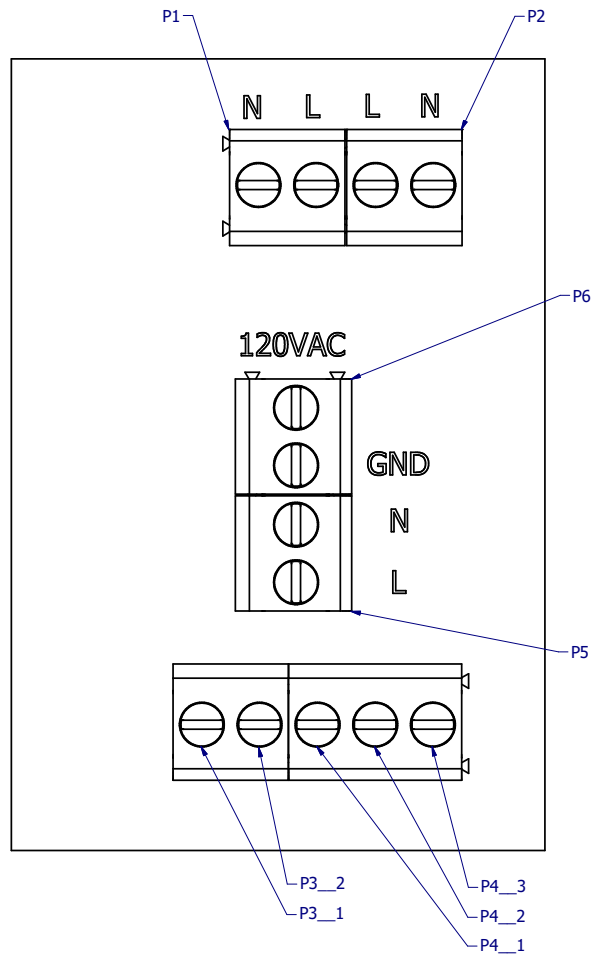 P1
P2
N L L N
P6
120VAC
GND
N
L
P5
P3__2
P4__3
P3__1
P4__2
P4__1